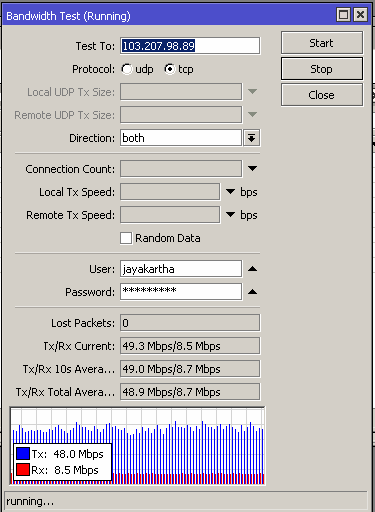 Bandwidth Test (Running)
Test To: 103.207.98.89 Start
Protocol: udp tcp Stop
Local UDP Tx Size: Close
Remote UDP Tx Size:
Direction: both
Connection Count:
Local Tx Speed: bps
Remote Tx Speed: bps
Random Data
User: jayakartha
Password: *********
Lost Packets: 0
Tx/Rx Current: 49.3 Mbps/8.5 Mbps
Tx/Rx 10s Avera... 49.0 Mbps/8.7 Mbps
Tx/Rx Total Avera... 48.9 Mbps/8.7 Mbps
Tx: 48.0 Mbps
Rx: 8.5 Mbps
running...